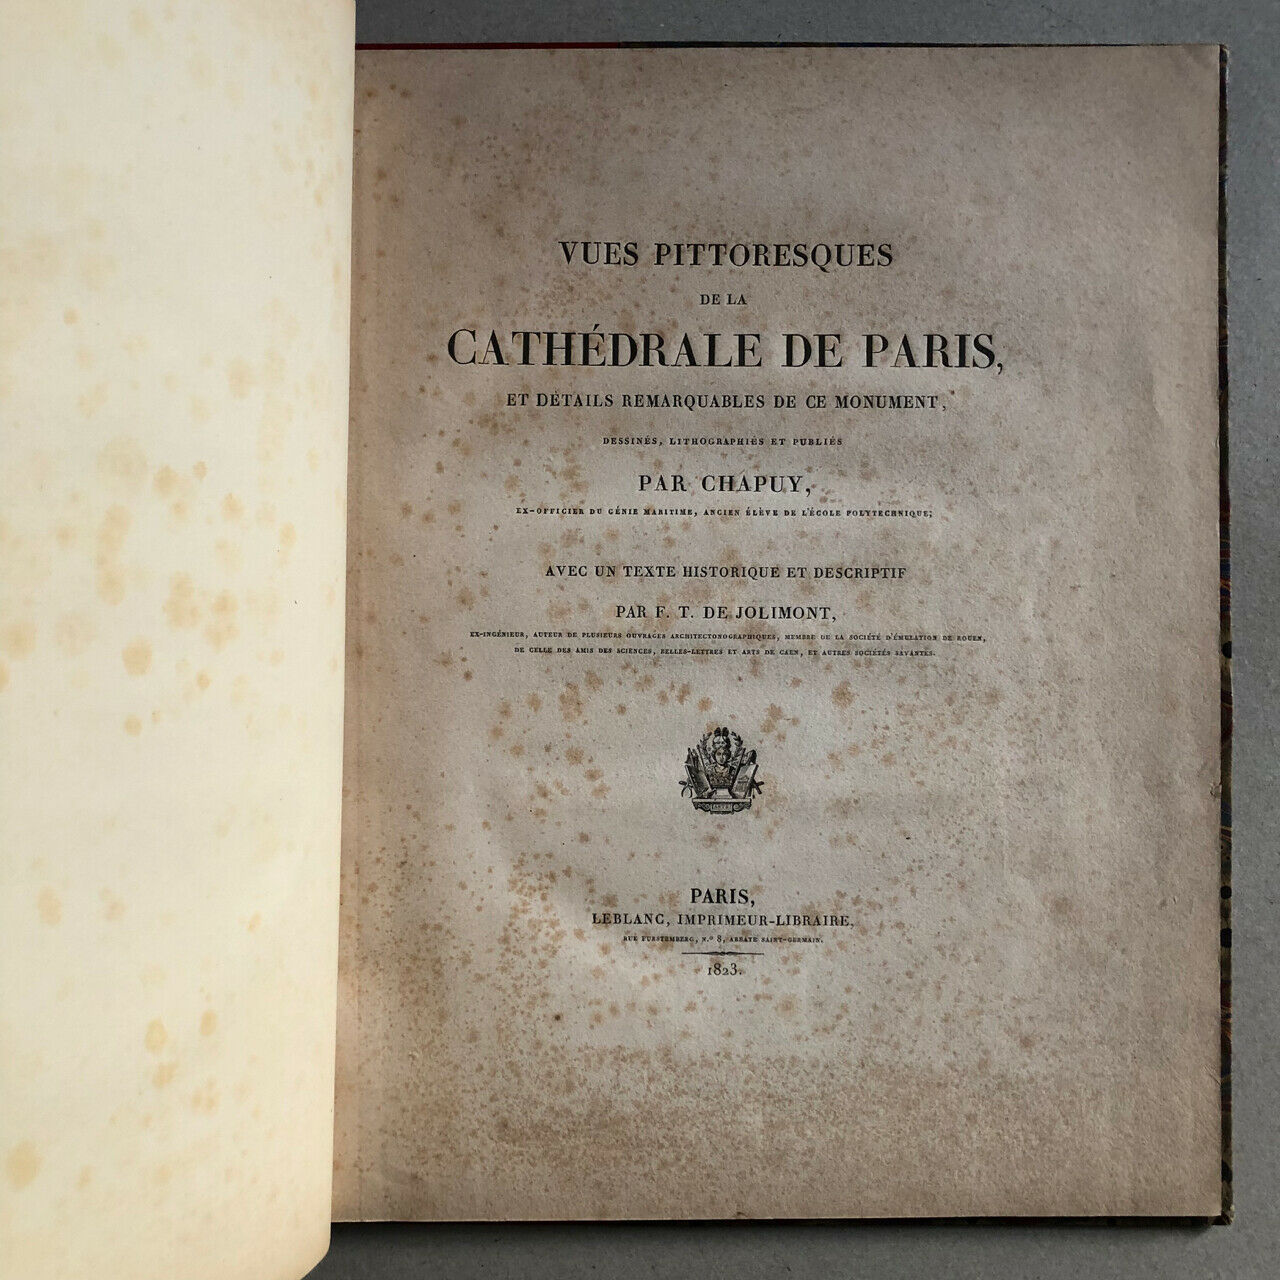 VUES PITTORESQUES
DE LA
CATHÉDRALE DE PARIS,
ET DÉTAILS REMARQUABLES DE CE MONUMENT,
DESSINÉS, LITHOGRAPHIÉS ET PUBLIÉS
PAR CHAPUY,
EX-OFFICIER DU GÉNIE MARITIME, ANCIEN ÉLÈVE DE L'ÉCOLE POLYTECHNIQUE;
AVEC UN TEXTE HISTORIQUE ET DESCRIPTIF
PAR F. T. DE JOLIMONT,
EX-INGÉNIEUR, AUTEUR DE PLUSIEURS OUVRAGES ARCHITECTONOGRAPHIQUES, MEMBRE DE LA SOCIÉTÉ D'ÉMULATION DE ROUEN,
DE CELLE DES AMIS DES SCIENCES, BELLES-LETTRES ET ARTS DE CAEN, ET AUTRES SOCIÉTÉS SAVANTES.
PARIS,
LEBLANC, IMPRIMEUR-LIBRAIRE,
RUE FURSTEMBERG, N.º 8, ABBAYE SAINT-GERMAIN.
1823.